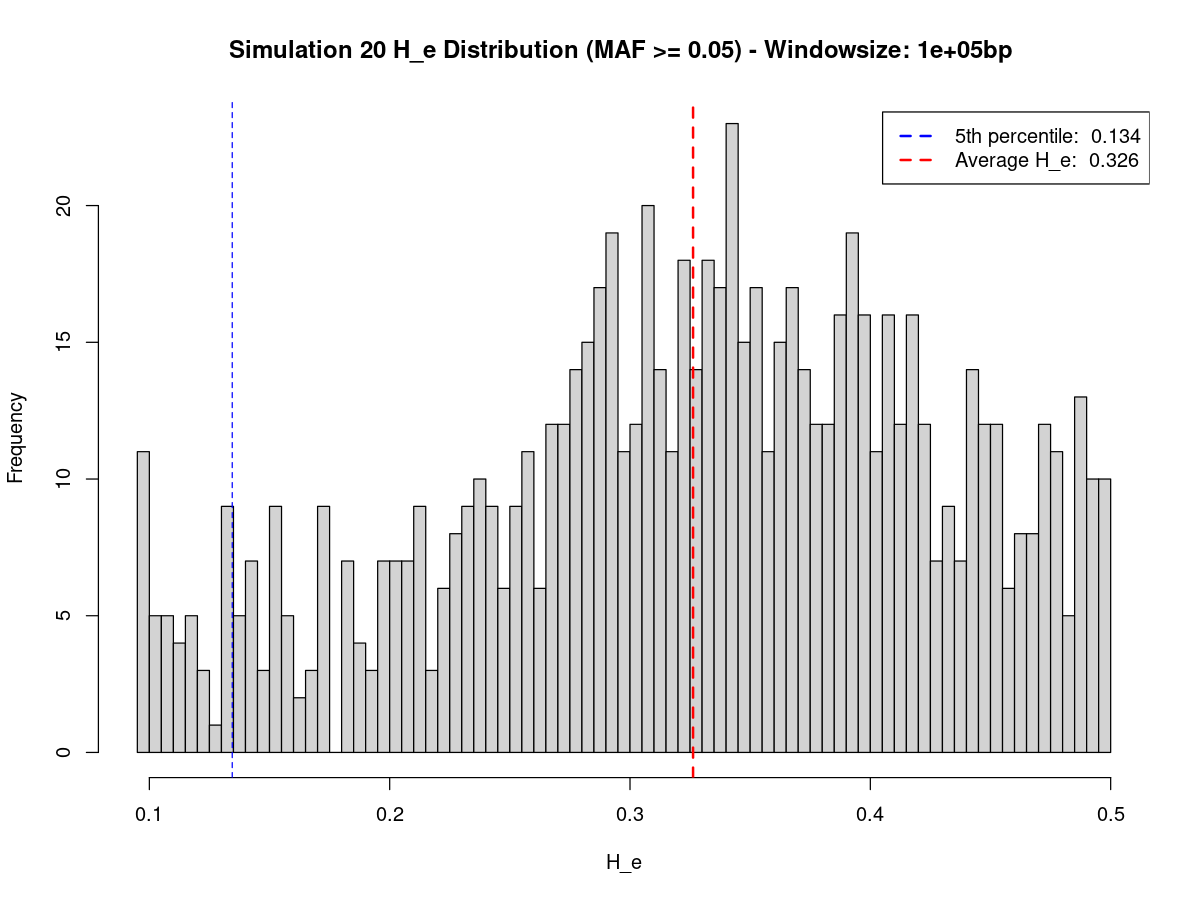 Simulation 20 H_e Distribution (MAF >= 0.05) - Windowsize: 1e+05bp
5th percentile:  0.134
Average H_e:  0.326
Frequency
20
15
10
5
0
0.1
0.2
0.3
0.4
0.5
H_e